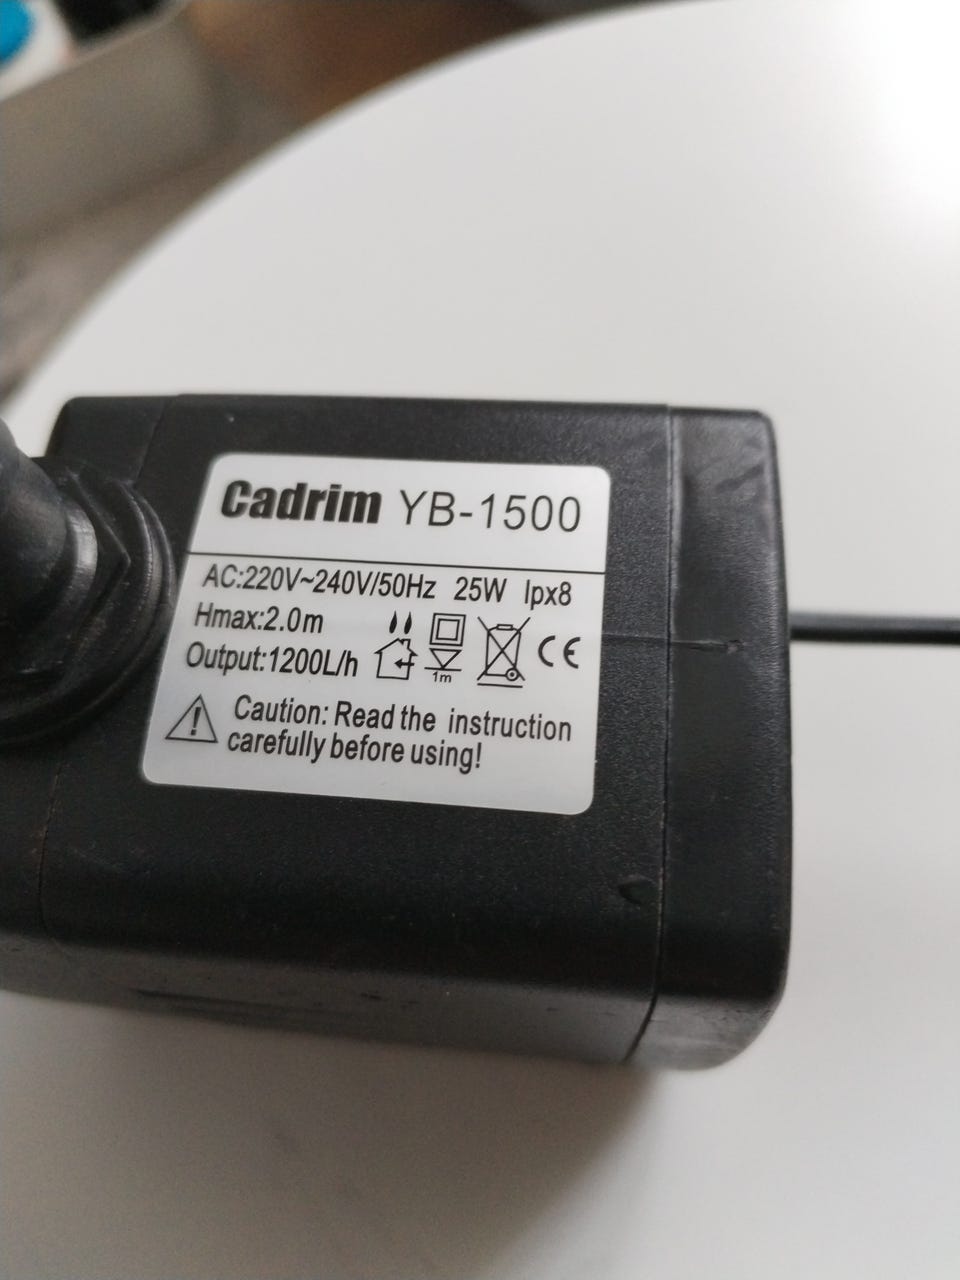 Cadrim YB-1500
AC:220V~240V/50Hz 25W Ipx8
Hmax:2.0m
Output:1200L/h
1m
CE
Caution: Read the instruction
carefully before using!